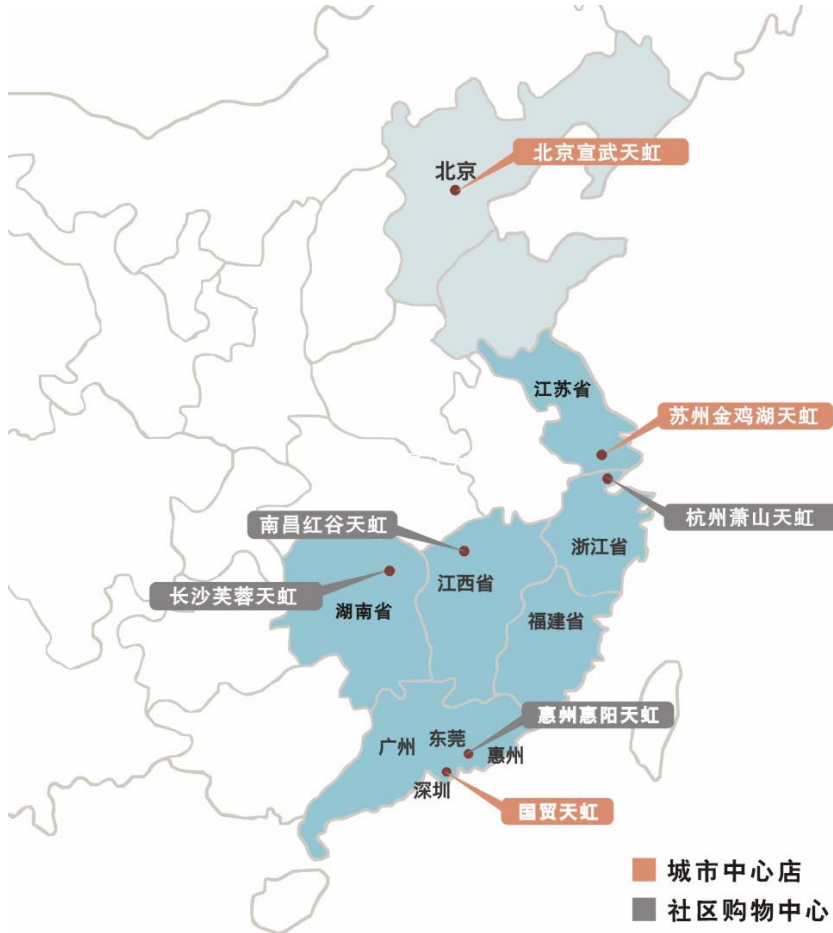 北京宣武天虹
北京
江苏省
苏州金鸡湖天虹
杭州萧山天虹
南昌红谷天虹
浙江省
江西省
长沙芙蓉天虹
湖南省
福建省
惠州惠阳天虹
广州
东莞
惠州
深圳
国贸天虹
城市中心店
社区购物中心